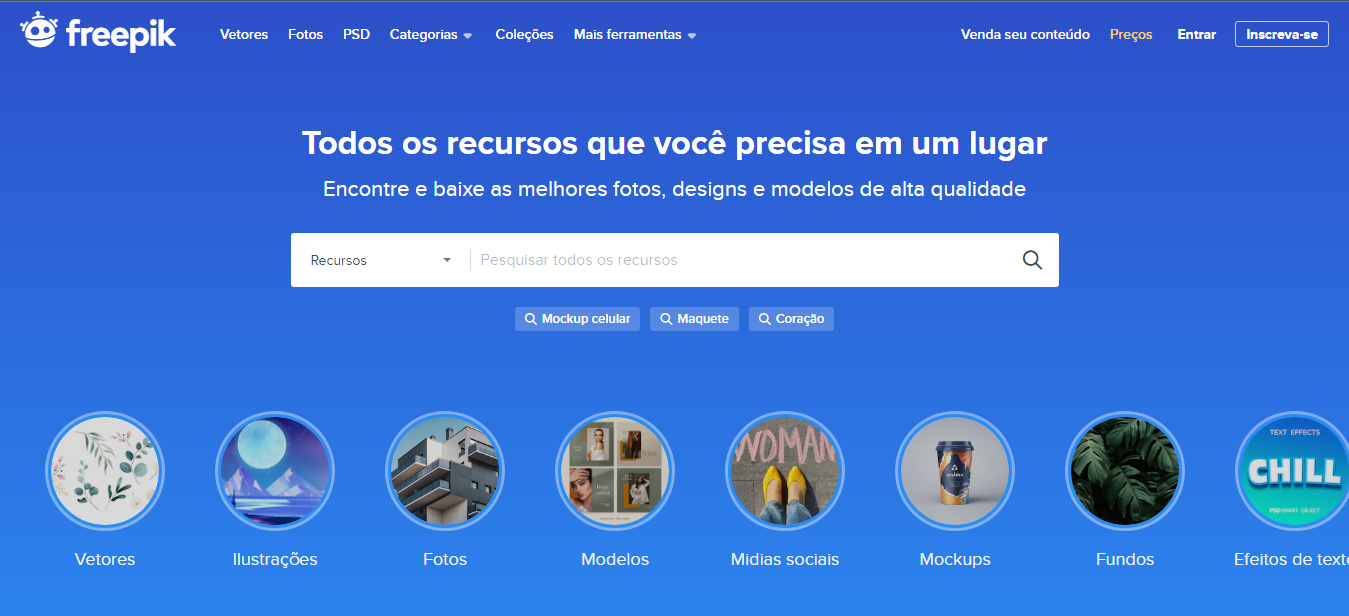 freepik
Vetores Fotos PSD Categorias Coleções Mais ferramentas Venda seu conteúdo Preços Entrar Inscreva-se
Todos os recursos que você precisa em um lugar
Encontre e baixe as melhores fotos, designs e modelos de alta qualidade
Recursos Pesquisar todos os recursos
Mockup celular Maquete Coração
WOMAN
TEXT EFFECTS
CHILL
PSD SMART OBJECT
Vetores Ilustrações Fotos Modelos Midias sociais Mockups Fundos Efeitos de texto